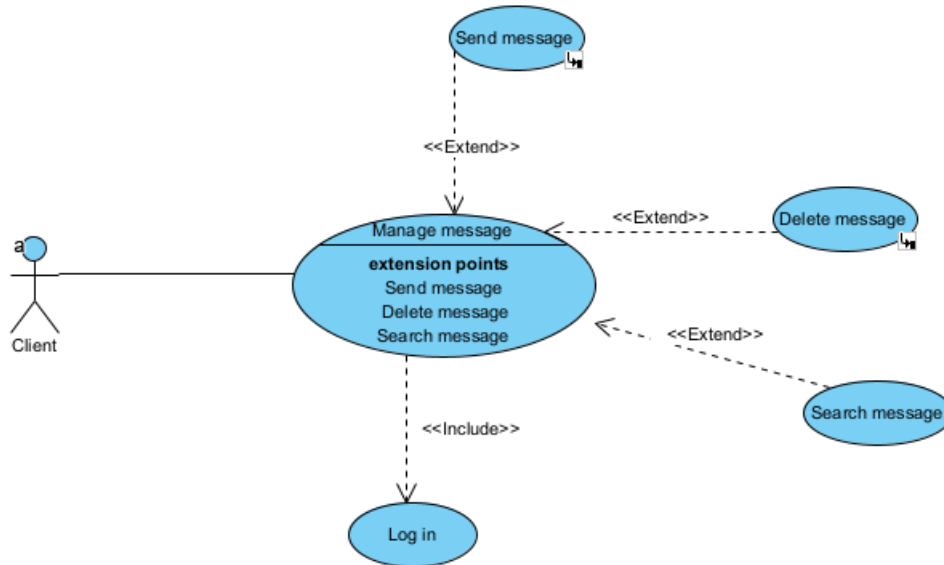 Send message
<<Extend>>
Manage message
<<Extend>>
Delete message
extension points
Send message
Delete message
Search message
a
Client
<<Extend>>
Search message
<<Include>>
Log in